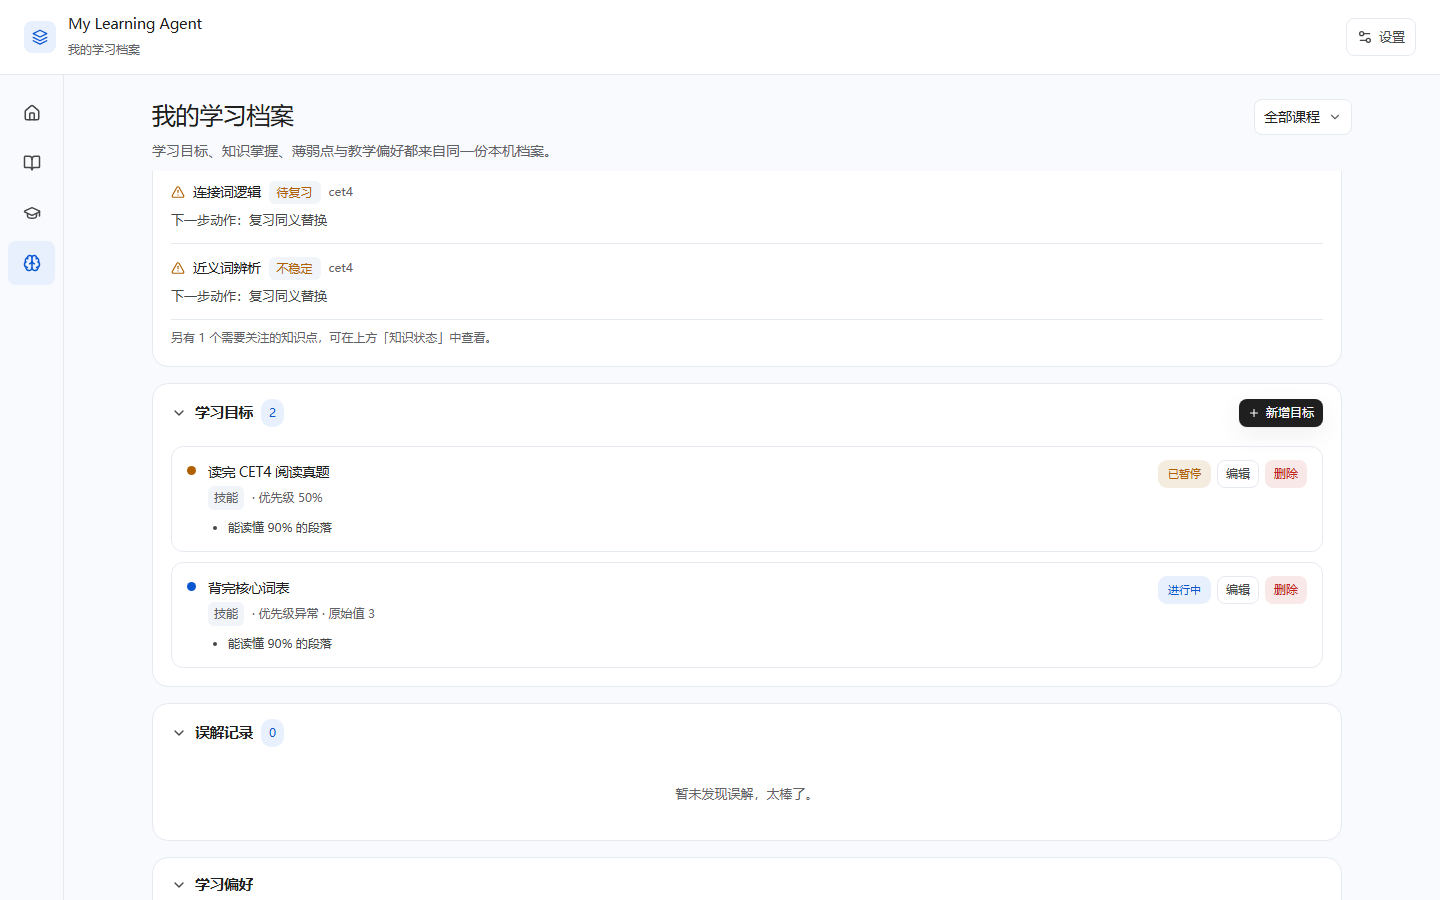 My Learning Agent
我的学习档案
设置
我的学习档案
全部课程
学习目标、知识掌握、薄弱点与教学偏好都来自同一份本机档案。
连接词逻辑 待复习 cet4
下一步动作：复习同义替换
近义词辨析 不稳定 cet4
下一步动作：复习同义替换
另有 1 个需要关注的知识点，可在上方「知识状态」中查看。
学习目标 2
+ 新增目标
读完 CET4 阅读真题
已暂停 编辑 删除
技能 · 优先级 50%
• 能读懂 90% 的段落
背完核心词表
进行中 编辑 删除
技能 · 优先级异常 · 原始值 3
• 能读懂 90% 的段落
误解记录 0
暂未发现误解，太棒了。
学习偏好